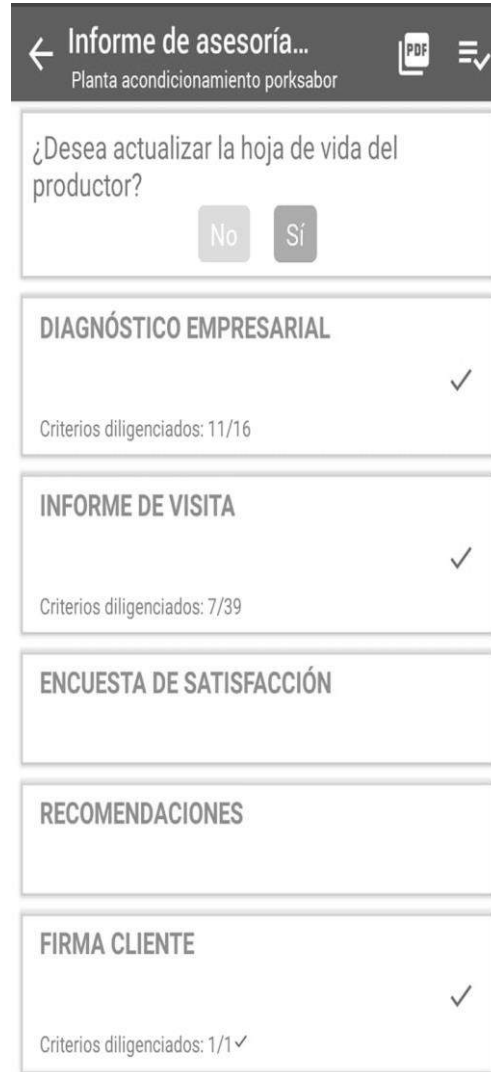 Informe de asesoría...
Planta acondicionamiento porksabor
PDF
¿Desea actualizar la hoja de vida del
productor?
No Sí
DIAGNÓSTICO EMPRESARIAL
Criterios diligenciados: 11/16
INFORME DE VISITA
Criterios diligenciados: 7/39
ENCUESTA DE SATISFACCIÓN
RECOMENDACIONES
FIRMA CLIENTE
Criterios diligenciados: 1/1✓